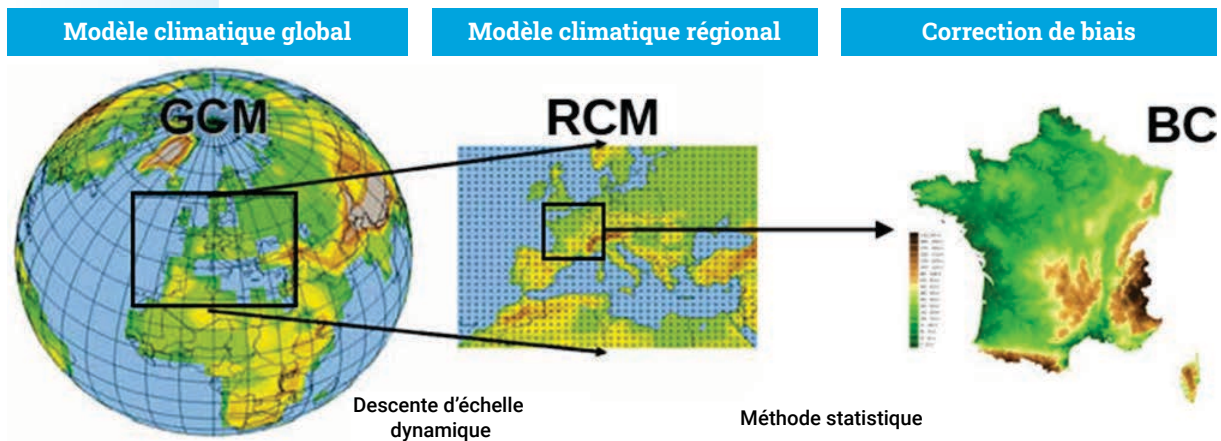 Modèle climatique global
Modèle climatique régional
Correction de biais
GCM
RCM
BC
Descente d'échelle
dynamique
Méthode statistique